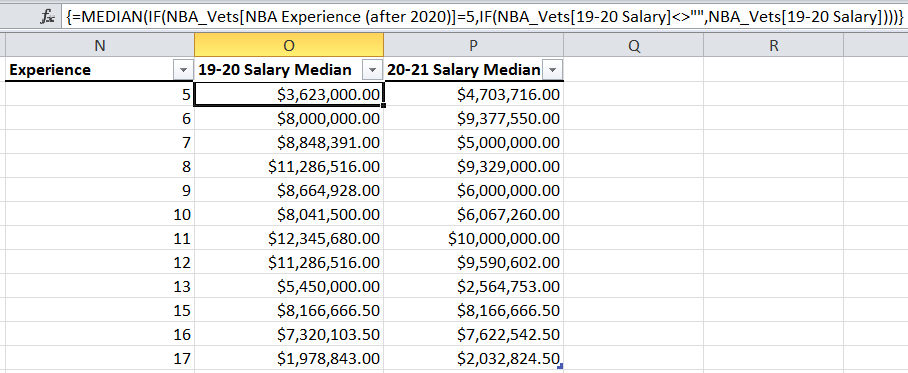 fx {=MEDIAN(IF(NBA_Vets[NBA Experience (after 2020)]=5,IF(NBA_Vets[19-20 Salary]<>"",NBA_Vets[19-20 Salary])))}
N O P Q R
Experience 19-20 Salary Median 20-21 Salary Median
5 $3,623,000.00 $4,703,716.00
6 $8,000,000.00 $9,377,550.00
7 $8,848,391.00 $5,000,000.00
8 $11,286,516.00 $9,329,000.00
9 $8,664,928.00 $6,000,000.00
10 $8,041,500.00 $6,067,260.00
11 $12,345,680.00 $10,000,000.00
12 $11,286,516.00 $9,590,602.00
13 $5,450,000.00 $2,564,753.00
15 $8,166,666.50 $8,166,666.50
16 $7,320,103.50 $7,622,542.50
17 $1,978,843.00 $2,032,824.50